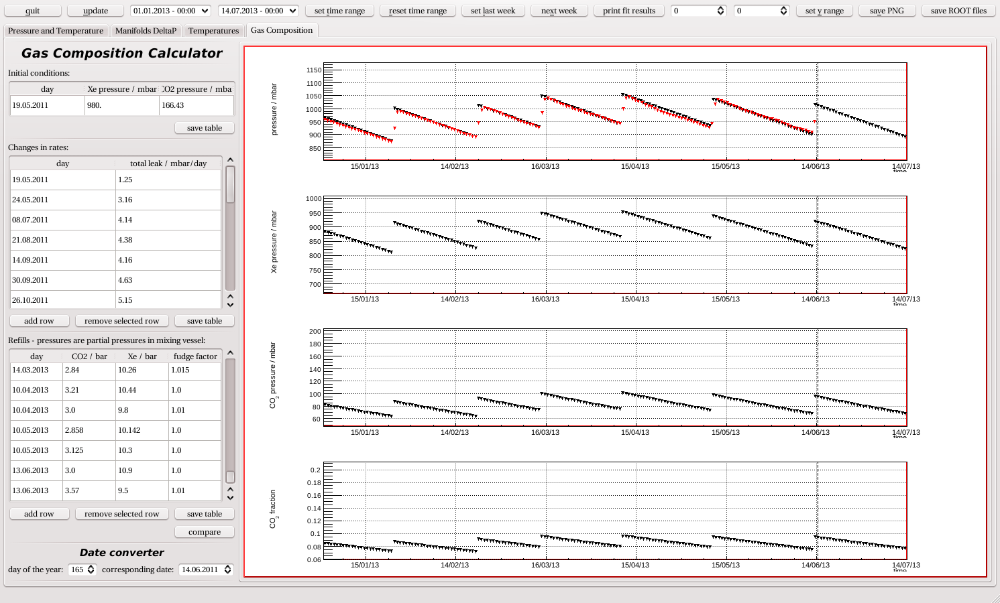 quit update 01.01.2013 - 00:00 14.07.2013 - 00:00 set time range reset time range set last week next week print fit results 0 0 set y range save PNG save ROOT files
Pressure and Temperature Manifolds DeltaP Temperatures Gas Composition
Gas Composition Calculator
Initial conditions:
day Xe pressure / mbar CO2 pressure / mba
19.05.2011 980. 166.43
save table
Changes in rates:
day total leak / mbar/day
19.05.2011 1.25
24.05.2011 3.16
08.07.2011 4.14
21.08.2011 4.38
14.09.2011 4.16
30.09.2011 4.63
26.10.2011 5.15
add row remove selected row save table
Refills - pressures are partial pressures in mixing vessel:
day CO2 / bar Xe / bar fudge factor
14.03.2013 2.84 10.26 1.015
10.04.2013 3.21 10.44 1.0
10.04.2013 3.0 9.8 1.01
10.05.2013 2.858 10.142 1.0
10.05.2013 3.125 10.3 1.0
13.06.2013 3.0 10.9 1.0
13.06.2013 3.57 9.5 1.01
add row remove selected row save table
compare
Date converter
day of the year: 165 corresponding date: 14.06.2011
pressure / mbar
1150
1100
1050
1000
950
900
850
15/01/13 14/02/13 16/03/13 15/04/13 15/05/13 14/06/13 14/07/13
time
Xe pressure / mbar
1000
950
900
850
800
750
700
15/01/13 14/02/13 16/03/13 15/04/13 15/05/13 14/06/13 14/07/13
time
CO2 pressure / mbar
200
180
160
140
120
100
80
60
15/01/13 14/02/13 16/03/13 15/04/13 15/05/13 14/06/13 14/07/13
time
CO2 fraction
0.2
0.18
0.16
0.14
0.12
0.1
0.08
0.06
15/01/13 14/02/13 16/03/13 15/04/13 15/05/13 14/06/13 14/07/13
time